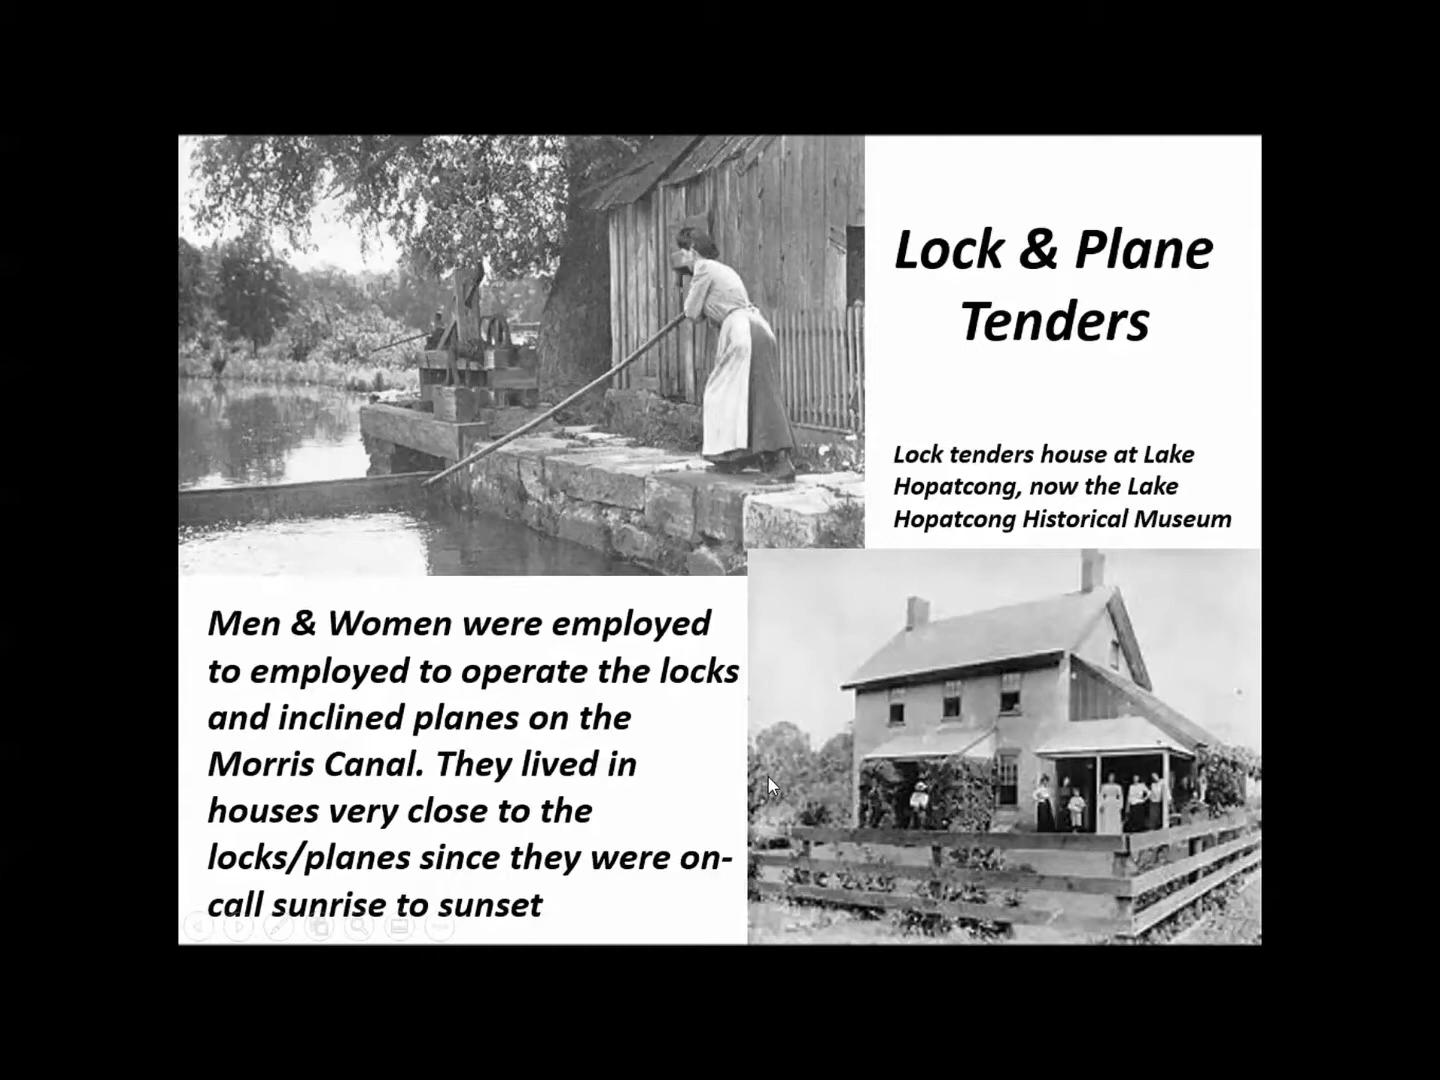 Lock & Plane
Tenders
Lock tenders house at Lake
Hopatcong, now the Lake
Hopatcong Historical Museum
Men & Women were employed
to employed to operate the locks
and inclined planes on the
Morris Canal. They lived in
houses very close to the
locks/planes since they were on-
call sunrise to sunset